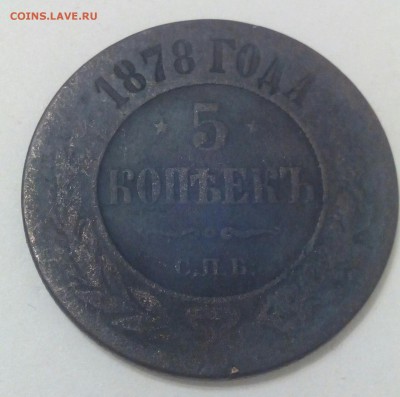 COINS.LAVE.RU
1878 ГОДА
5
КОПѢЕКЪ
С.П.Б.